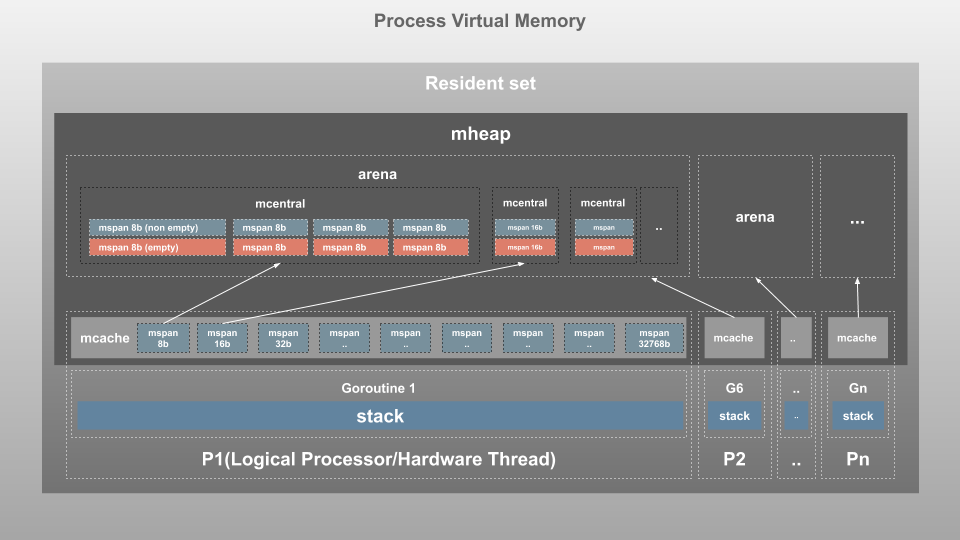 Process Virtual Memory
Resident set
mheap
arena
mcentral
mspan 8b (non empty)
mspan 8b
mspan 8b
mspan 8b
mspan 8b (empty)
mspan 8b
mspan 8b
mspan 8b
mcentral
mspan 16b
mspan 16b
mcentral
mspan
mspan
..
arena
...
mcache
mspan
8b
mspan
16b
mspan
32b
mspan
..
mspan
..
mspan
..
mspan
..
mspan
..
mspan
32768b
mcache
..
mcache
Goroutine 1
stack
G6
stack
..
..
Gn
stack
P1(Logical Processor/Hardware Thread)
P2
..
Pn